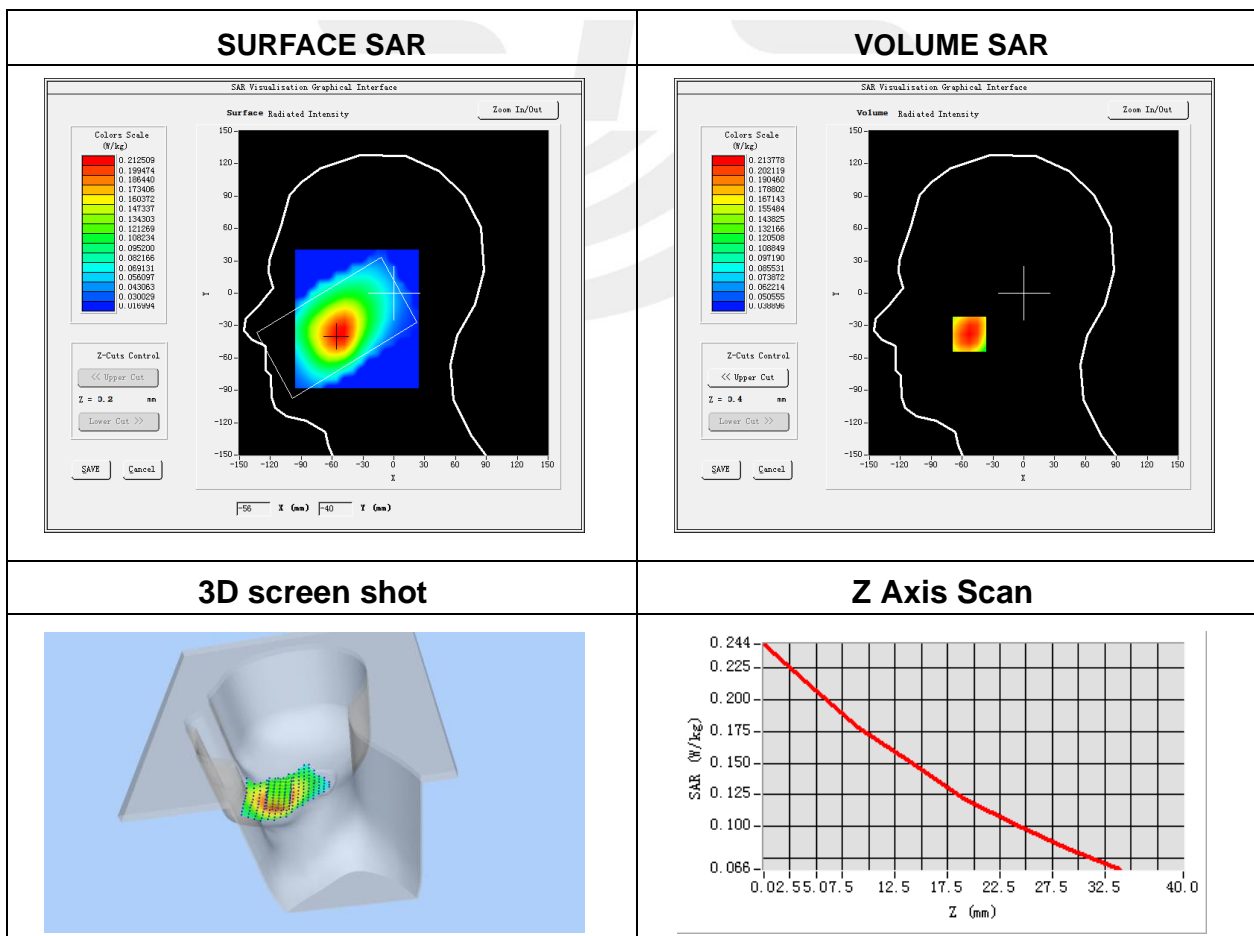 SURFACE SAR
VOLUME SAR
SAR Visualisation Graphical Interface
Surface Radiated Intensity
Zoom In/Out
Colors Scale
(W/kg)
0.212509
0.199474
0.186440
0.173406
0.160372
0.147337
0.134303
0.121269
0.108234
0.095200
0.082166
0.069131
0.056097
0.043063
0.030029
0.016994
Z-Cuts Control
<< Upper Cut
Z = 0.2 mm
Lower Cut >>
SAVE Cancel
150
120
90
60
30
Y 0
-30
-60
-90
-120
-150
-150 -120 -90 -60 -30 0 30 60 90 120 150
X
-56 X (mm) -40 Y (mm)
SAR Visualisation Graphical Interface
Volume Radiated Intensity
Zoom In/Out
Colors Scale
(W/kg)
0.213778
0.202119
0.190460
0.178802
0.167143
0.155484
0.143825
0.132166
0.120508
0.108849
0.097190
0.085531
0.073872
0.062214
0.050555
0.038896
Z-Cuts Control
<< Upper Cut
Z = 0.4 mm
Lower Cut >>
SAVE Cancel
150
120
90
60
30
Y 0
-30
-60
-90
-120
-150
-150 -120 -90 -60 -30 0 30 60 90 120 150
X
3D screen shot
Z Axis Scan
0.244
0.225
0.200
0.175
0.150
0.125
0.100
0.066
SAR (W/kg)
0.0 2.5 5.0 7.5 12.5 17.5 22.5 27.5 32.5 40.0
Z (mm)